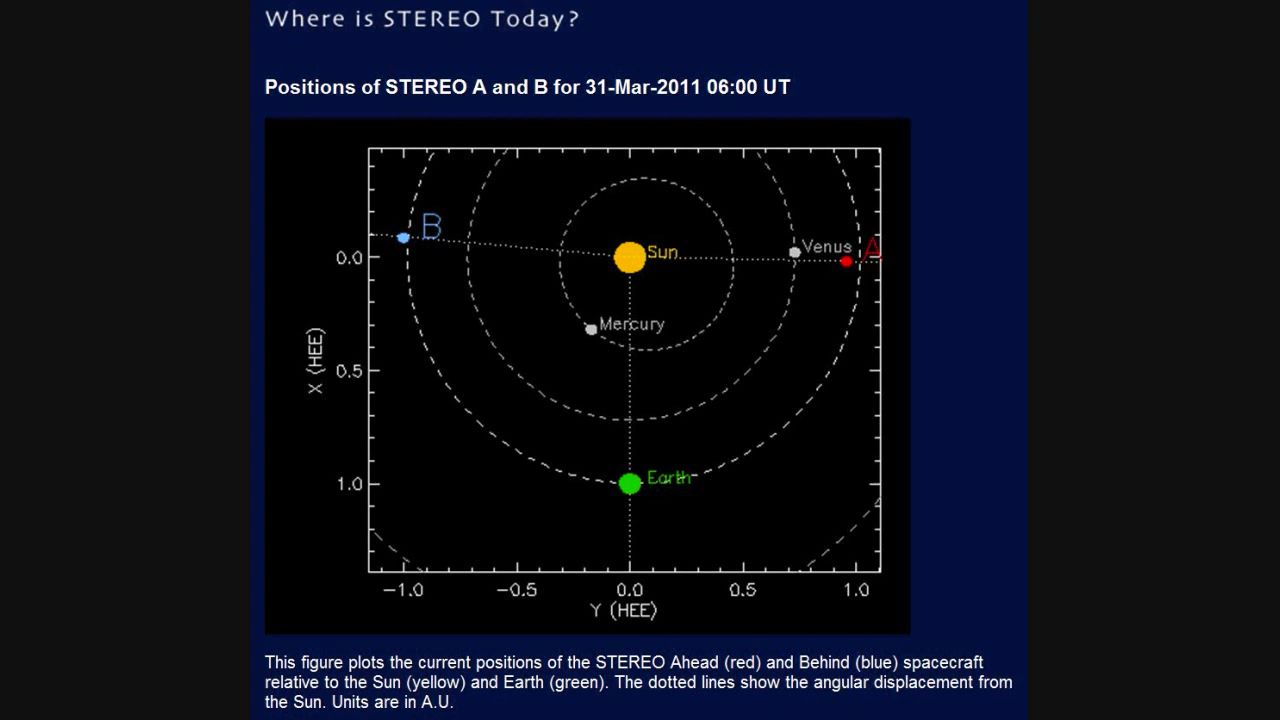 Where is STEREO Today?
Positions of STEREO A and B for 31-Mar-2011 06:00 UT
B
Sun
Venus
A
0.0
Mercury
X (HEE)
0.5
Earth
1.0
−1.0 −0.5 0.0 0.5 1.0
Y (HEE)
This figure plots the current positions of the STEREO Ahead (red) and Behind (blue) spacecraft
relative to the Sun (yellow) and Earth (green). The dotted lines show the angular displacement from
the Sun. Units are in A.U.